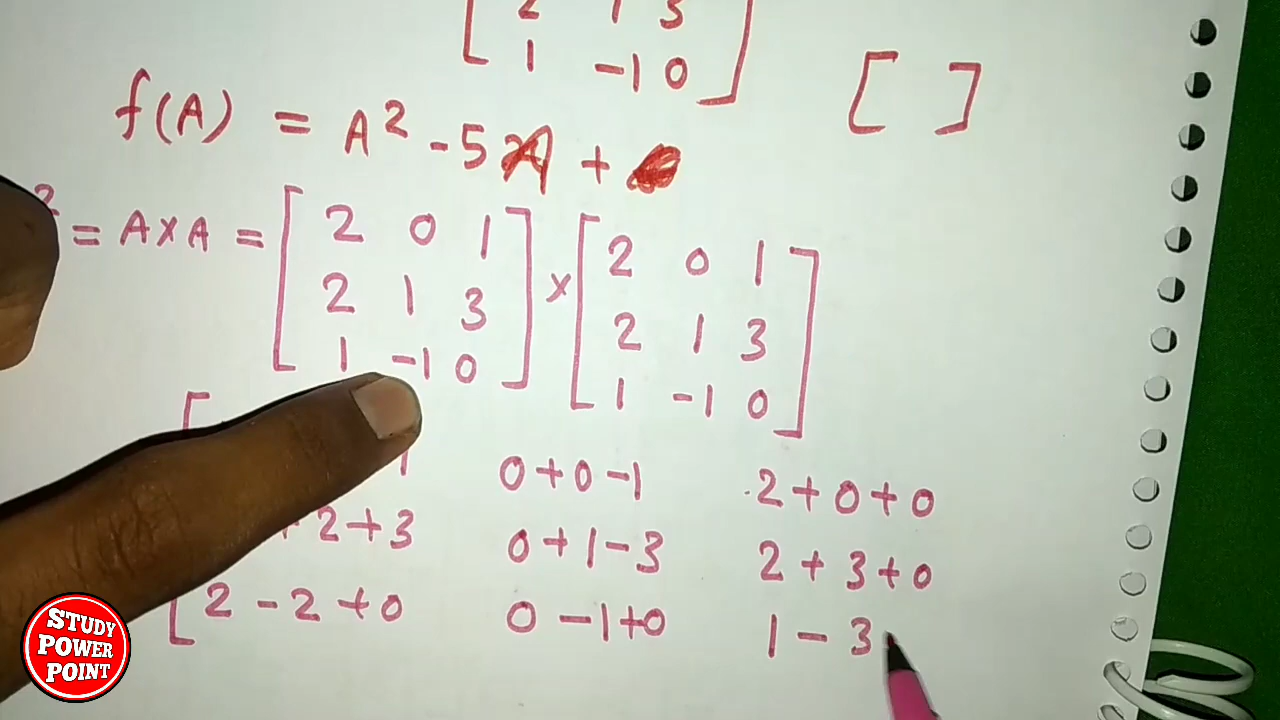 2 1 3
1 -1 0
[ ]
f(A) = A² - 5A +
² = A×A = [ 2 0 1 ] × [ 2 0 1 ]
2 1 3 2 1 3
1 -1 0 1 -1 0
1 0+0-1 2+0+0
+2+3 0+1-3 2+3+0
2-2+0 0-1+0 1-3
STUDY
POWER
POINT